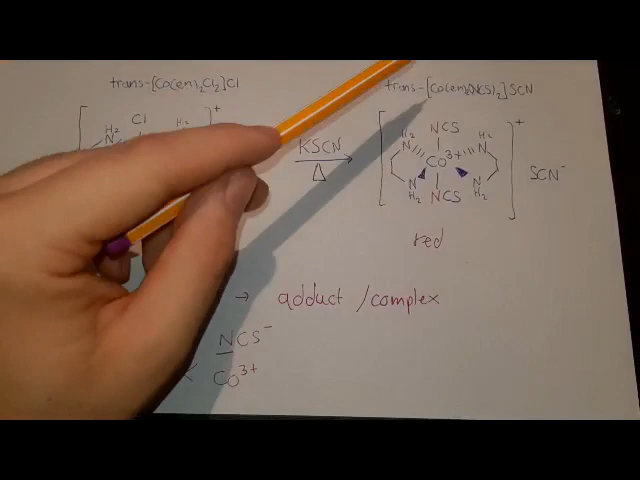 trans-[Co(en)₂Cl₂]Cl
trans-[Co(en)₂(NCS)₂]SCN
Cl
+
H₂
N
H₂
KSCN
Δ
+
NCS
H₂
N
Co³⁺
H₂
N
NCS
N
H₂
N
H₂
SCN⁻
red
→ adduct / complex
NCS⁻
Co³⁺